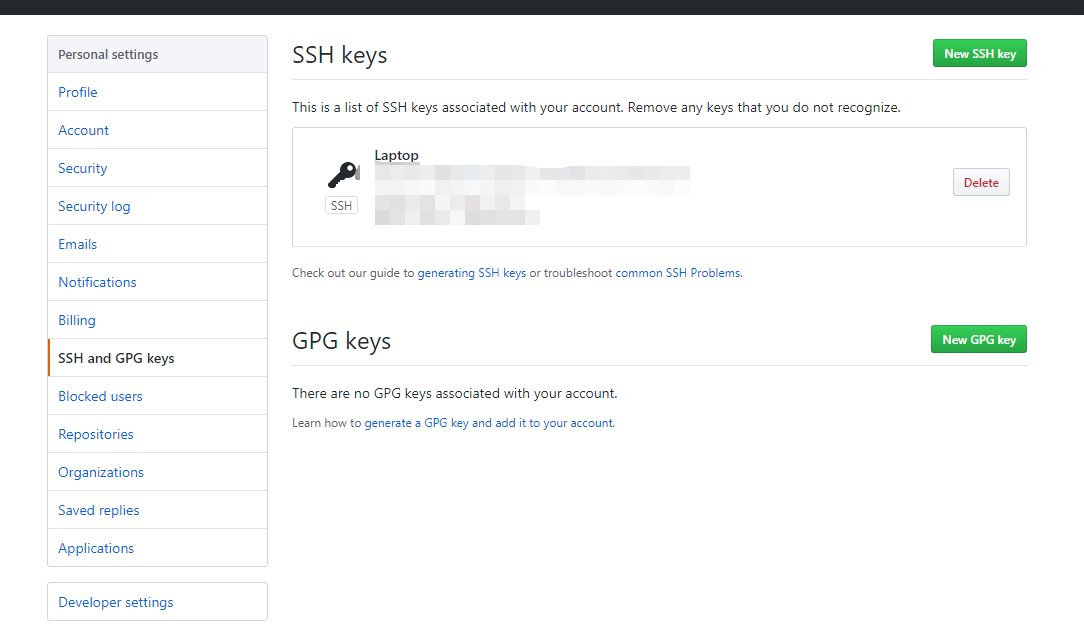 Personal settings
Profile
Account
Security
Security log
Emails
Notifications
Billing
SSH and GPG keys
Blocked users
Repositories
Organizations
Saved replies
Applications
Developer settings
SSH keys
New SSH key
This is a list of SSH keys associated with your account. Remove any keys that you do not recognize.
Laptop
SSH
Delete
Check out our guide to generating SSH keys or troubleshoot common SSH Problems.
GPG keys
New GPG key
There are no GPG keys associated with your account.
Learn how to generate a GPG key and add it to your account.